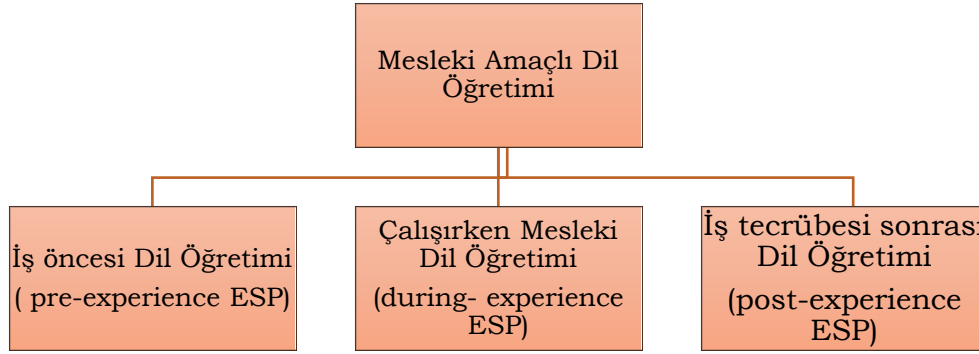 Mesleki Amaçlı Dil
Öğretimi
İş öncesi Dil Öğretimi
( pre-experience ESP)
Çalışırken Mesleki
Dil Öğretimi
(during- experience
ESP)
İş tecrübesi sonrası
Dil Öğretimi
(post-experience
ESP)